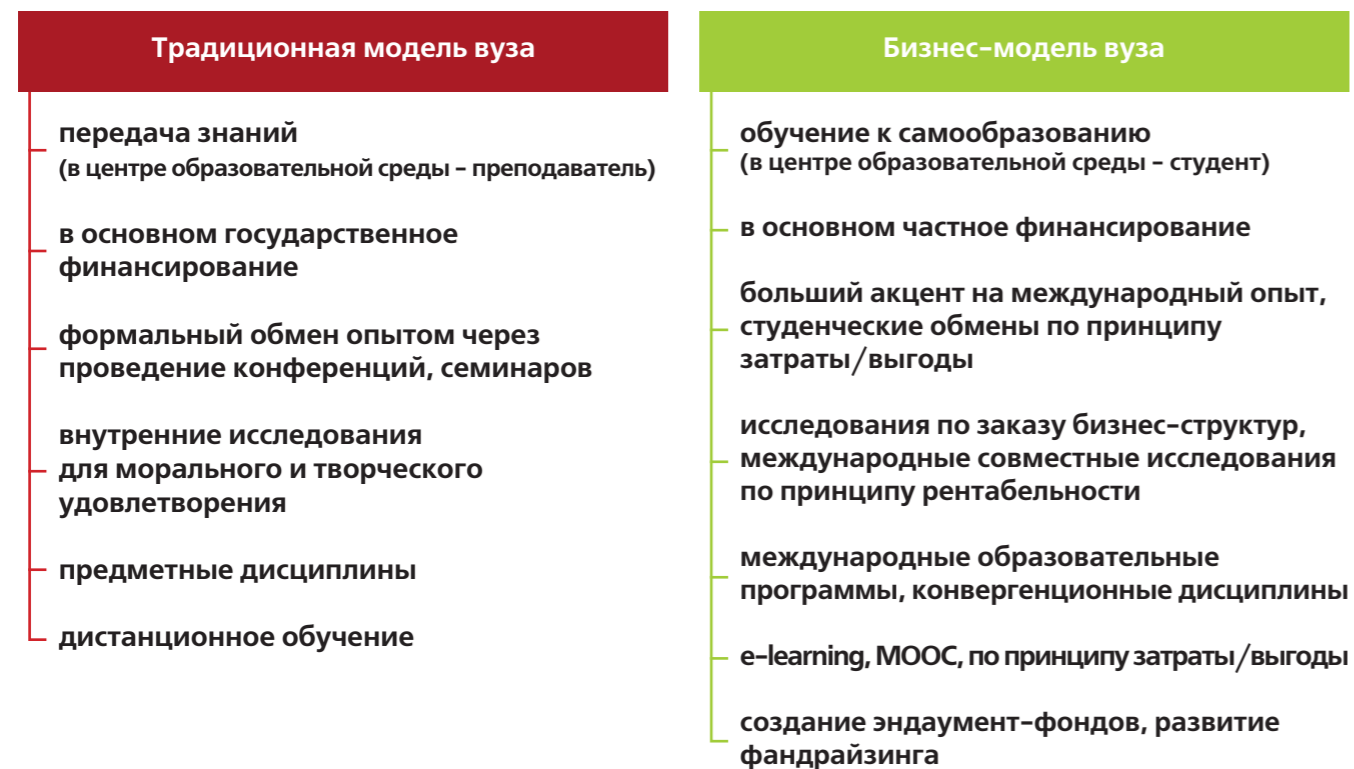 Традиционная модель вуза
передача знаний
(в центре образовательной среды – преподаватель)
в основном государственное
финансирование
формальный обмен опытом через
проведение конференций, семинаров
внутренние исследования
для морального и творческого
удовлетворения
предметные дисциплины
дистанционное обучение
Бизнес-модель вуза
обучение к самообразованию
(в центре образовательной среды – студент)
в основном частное финансирование
больший акцент на международный опыт,
студенческие обмены по принципу
затраты/выгоды
исследования по заказу бизнес-структур,
международные совместные исследования
по принципу рентабельности
международные образовательные
программы, конвергенционные дисциплины
e-learning, МООС, по принципу затраты/выгоды
создание эндаумент-фондов, развитие
фандрайзинга